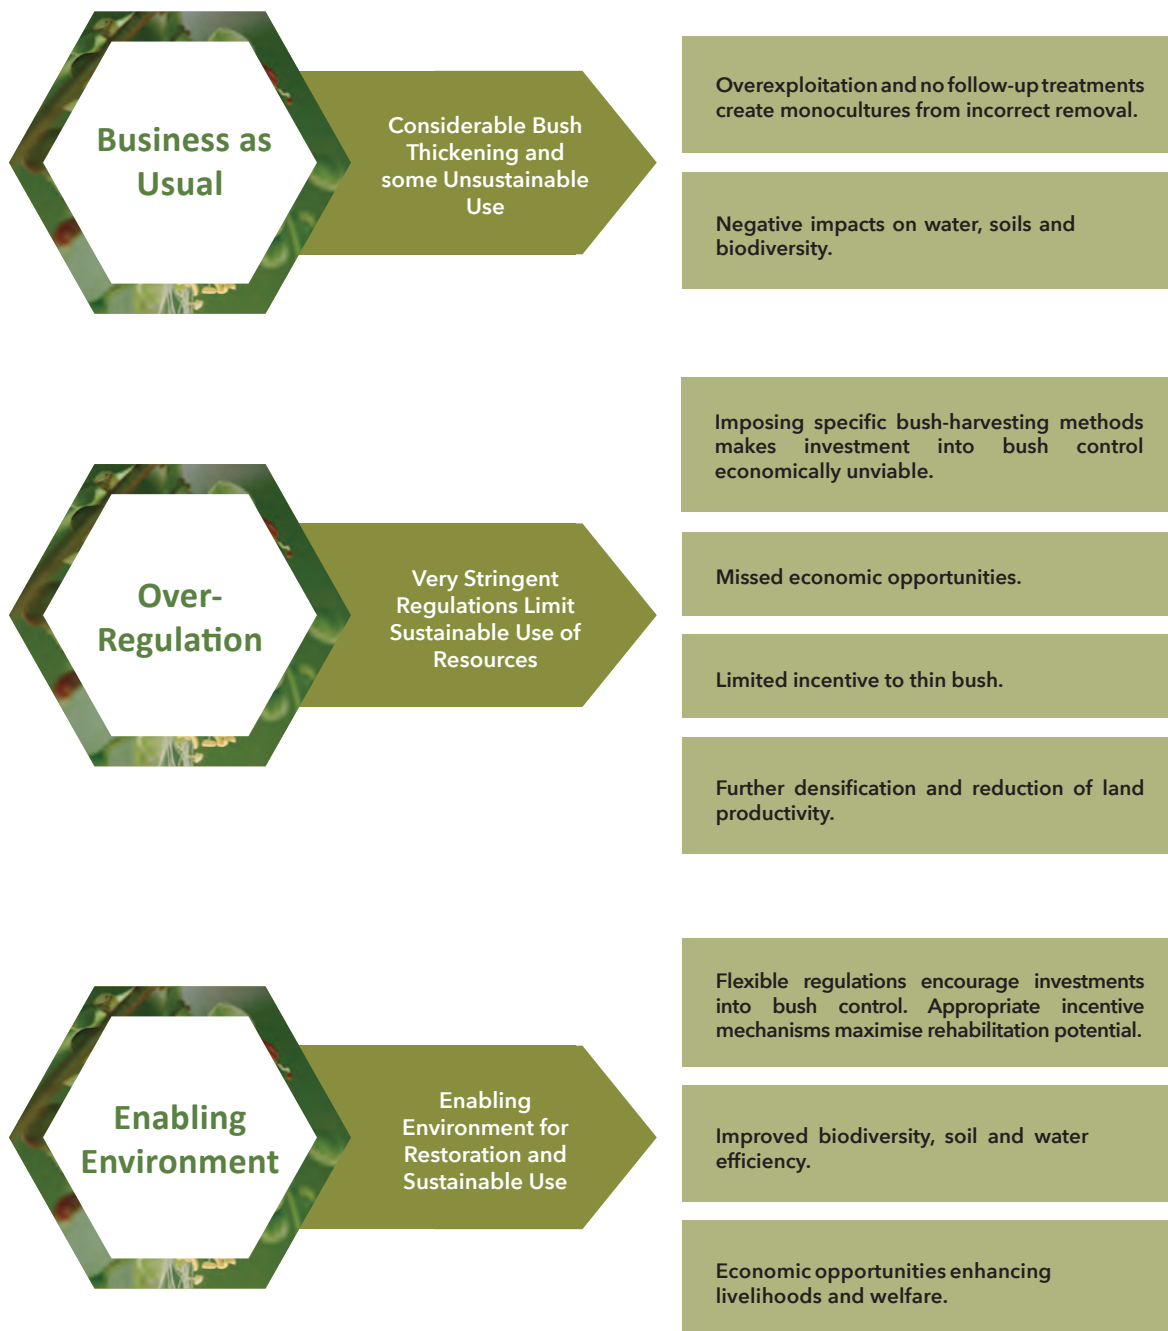 Business as
Usual
Considerable Bush
Thickening and
some Unsustainable
Use
Overexploitation and no follow-up treatments
create monocultures from incorrect removal.
Negative impacts on water, soils and
biodiversity.
Over-
Regulation
Very Stringent
Regulations Limit
Sustainable Use of
Resources
Imposing specific bush-harvesting methods
makes investment into bush control
economically unviable.
Missed economic opportunities.
Limited incentive to thin bush.
Further densification and reduction of land
productivity.
Enabling
Environment
Enabling
Environment for
Restoration and
Sustainable Use
Flexible regulations encourage investments
into bush control. Appropriate incentive
mechanisms maximise rehabilitation potential.
Improved biodiversity, soil and water
efficiency.
Economic opportunities enhancing
livelihoods and welfare.